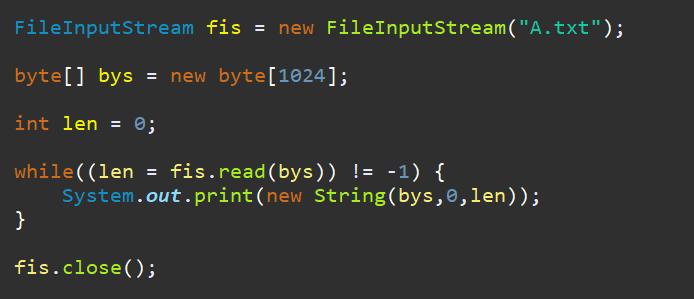 FileInputStream fis = new FileInputStream("A.txt");
byte[] bys = new byte[1024];
int len = 0;
while((len = fis.read(bys)) != -1) {
    System.out.print(new String(bys,0,len));
}
fis.close();